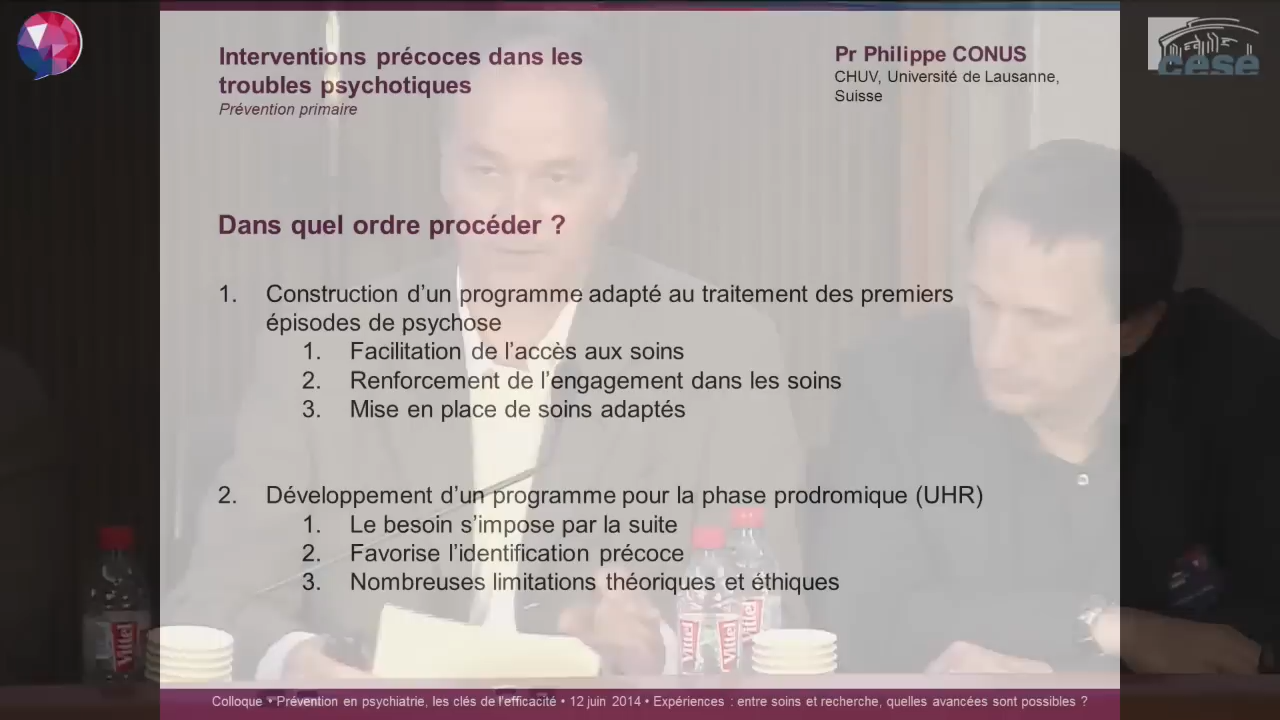 Interventions précoces dans les
troubles psychotiques
Prévention primaire
Pr Philippe CONUS
CHUV, Université de Lausanne,
Suisse
cese
Dans quel ordre procéder ?
1. Construction d'un programme adapté au traitement des premiers
épisodes de psychose
1. Facilitation de l'accès aux soins
2. Renforcement de l'engagement dans les soins
3. Mise en place de soins adaptés
2. Développement d'un programme pour la phase prodromique (UHR)
1. Le besoin s'impose par la suite
2. Favorise l'identification précoce
3. Nombreuses limitations théoriques et éthiques
Vittel
Vittel
Vittel
Colloque • Prévention en psychiatrie, les clés de l'efficacité • 12 juin 2014 • Expériences : entre soins et recherche, quelles avancées sont possibles ?